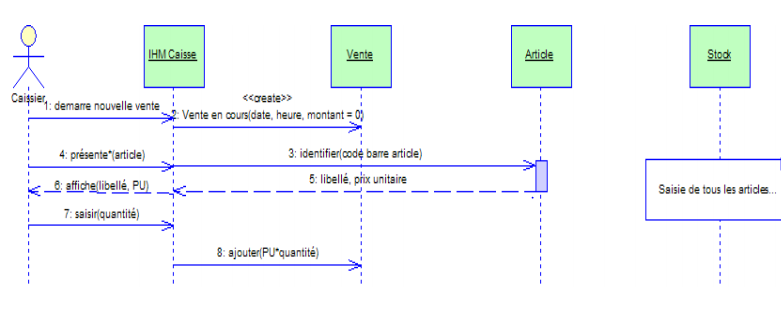 IHM Caisse
Vente
Article
Stock
Caissier
1: demarre nouvelle vente
<<create>>
2: Vente en cours(date, heure, montant = 0)
4: présente*(article)
3: identifier(code barre article)
6: affiche(libellé, PU)
5: libellé, prix unitaire
Saisie de tous les articles...
7: saisir(quantité)
8: ajouter(PU*quantité)